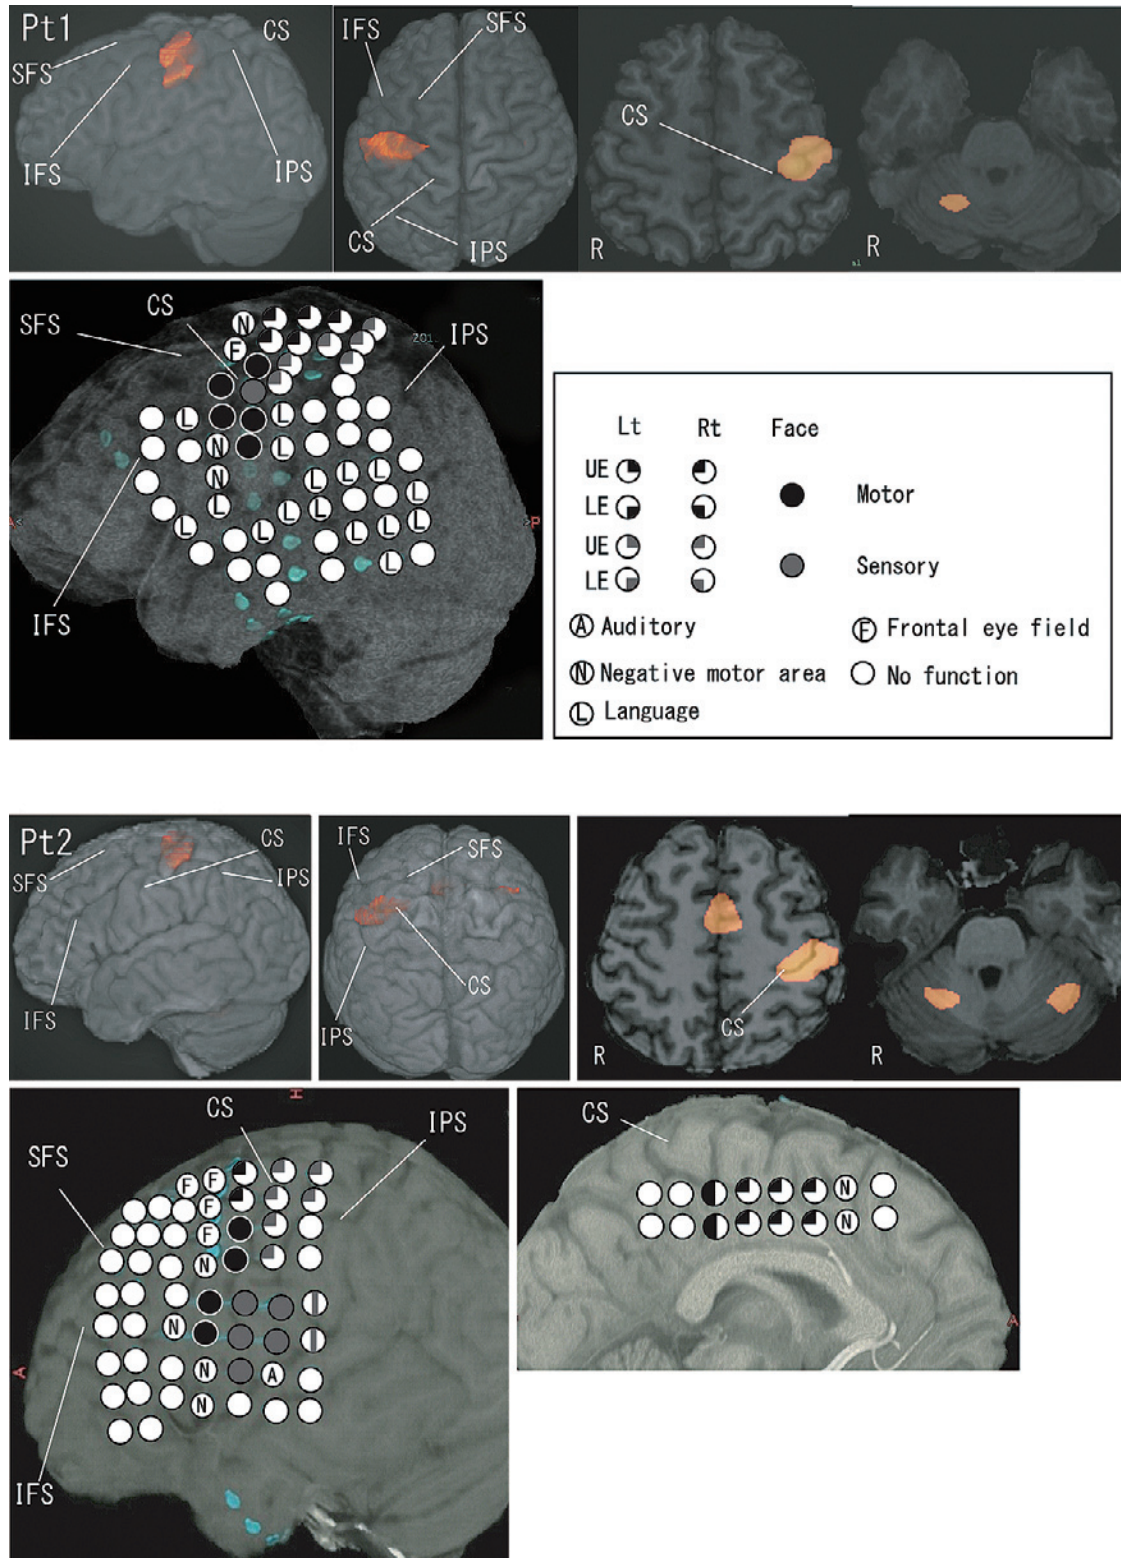 Pt1
SFS
IFS
CS
IPS
IFS
SFS
CS
IPS
CS
R
R
SFS
CS
IPS
IFS
N
F
L
L
N
L
N
L
L
L
L
L
L
L
L
L
L
L
L
L
L
A
P
Lt Rt Face
UE
LE
Motor
UE
LE
Sensory
A Auditory
F Frontal eye field
N Negative motor area
No function
L Language
Pt2
SFS
CS
IPS
IFS
IFS
SFS
IPS
CS
CS
R
R
H
SFS
CS
IPS
F F
F
F
N
N
N A
N
A
IFS
CS
N
N
A